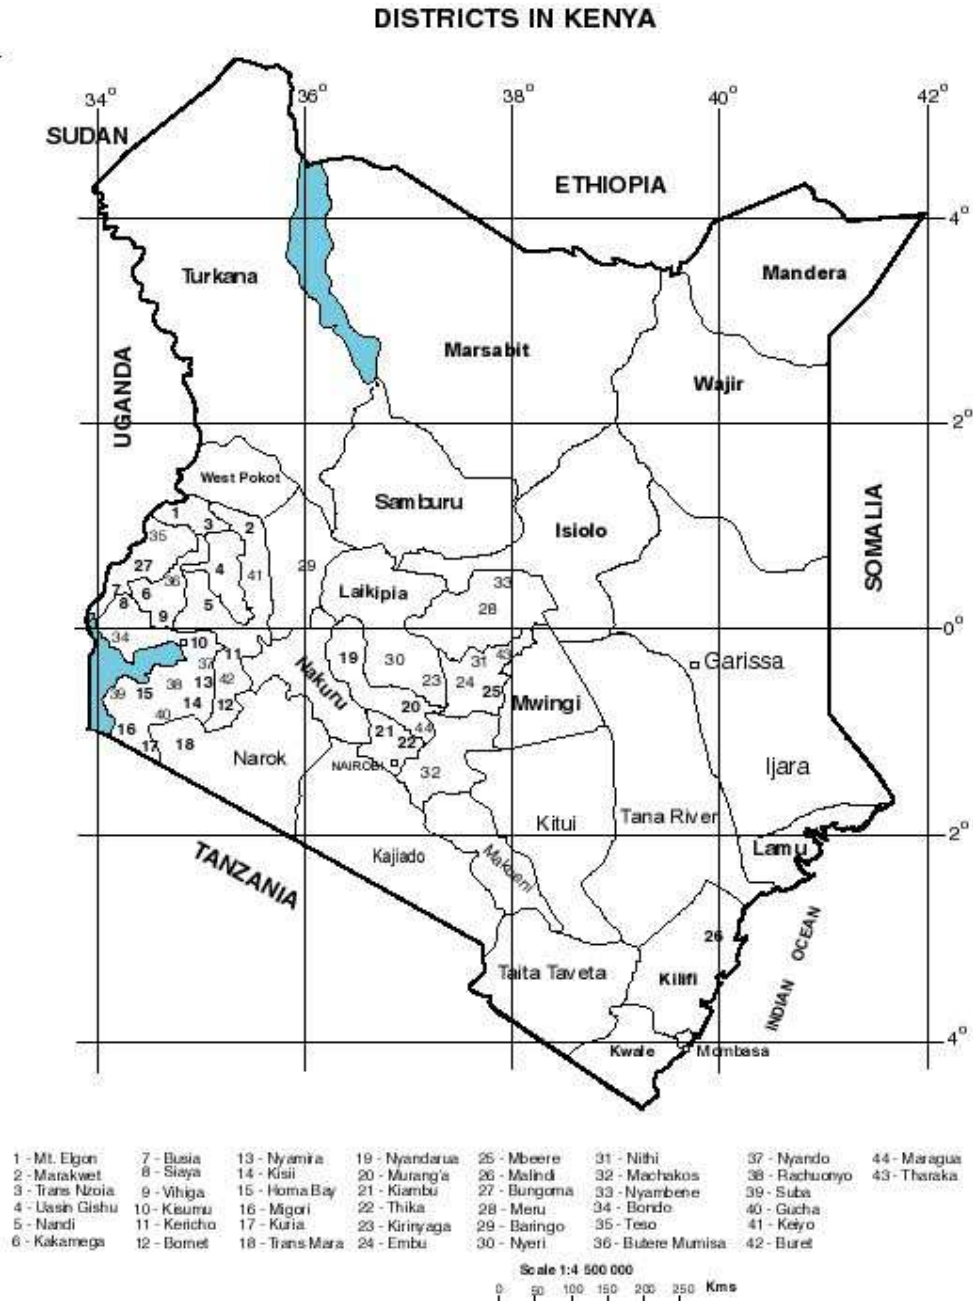 DISTRICTS IN KENYA
34° 36° 38° 40° 42°
SUDAN
ETHIOPIA
4°
Turkana
Mandera
Marsabit
UGANDA
Wajir
2°
West Pokot
Samburu
SOMALIA
1
3
2
Isiolo
35
27
36
4
41
29
Laikipia
33
7
6
8
5
28
9
0°
34
10
11
Nakuru
19
30
31
43
Garissa
37
39
15
38
13
42
23
24
25
14
12
20
Mwingi
40
16
21
44
17
18
22
Narok
NAIROBI
32
Ijara
Kitui
Tana River
2°
TANZANIA
Kajiado
Makueni
Lamu
26
INDIAN OCEAN
Taita Taveta
Kilifi
4°
Kwale
Mombasa
1 - Mt. Elgon
2 - Marakwet
3 - Trans Nzoia
4 - Uasin Gishu
5 - Nandi
6 - Kakamega
7 - Busia
8 - Siaya
9 - Vihiga
10 - Kisumu
11 - Kericho
12 - Bomet
13 - Nyamira
14 - Kisii
15 - Homa Bay
16 - Migori
17 - Kuria
18 - Trans Mara
19 - Nyandarua
20 - Murang'a
21 - Kiambu
22 - Thika
23 - Kirinyaga
24 - Embu
25 - Mbeere
26 - Malindi
27 - Bungoma
28 - Meru
29 - Baringo
30 - Nyeri
31 - Nithi
32 - Machakos
33 - Nyambene
34 - Bondo
35 - Teso
36 - Butere Mumisa
37 - Nyando
38 - Rachuonyo
39 - Suba
40 - Gucha
41 - Keiyo
42 - Buret
44 - Maragua
43 - Tharaka
Scale 1:4 500 000
0 50 100 150 200 250 Kms